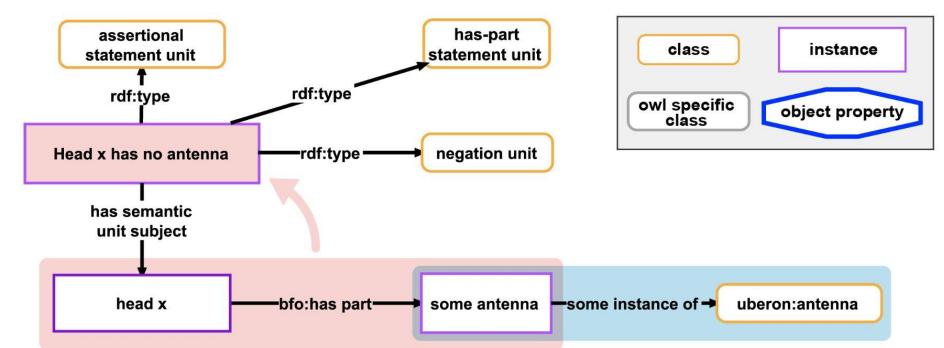 assertional
statement unit
has-part
statement unit
class
instance
rdf:type
rdf:type
owl specific
class
object property
Head x has no antenna
rdf:type
negation unit
has semantic
unit subject
head x
bfo:has part
some antenna
some instance of
uberon:antenna